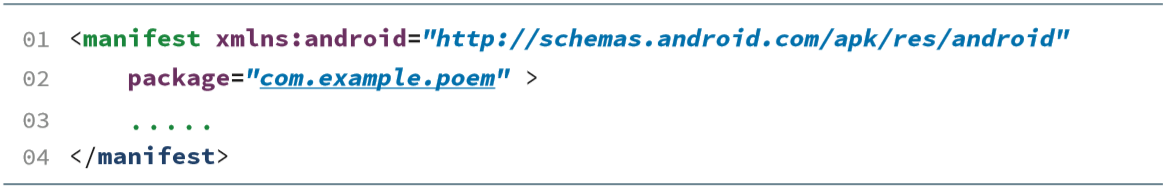 01 <manifest xmlns:android="http://schemas.android.com/apk/res/android"
02 package="com.example.poem" >
03 .....
04 </manifest>